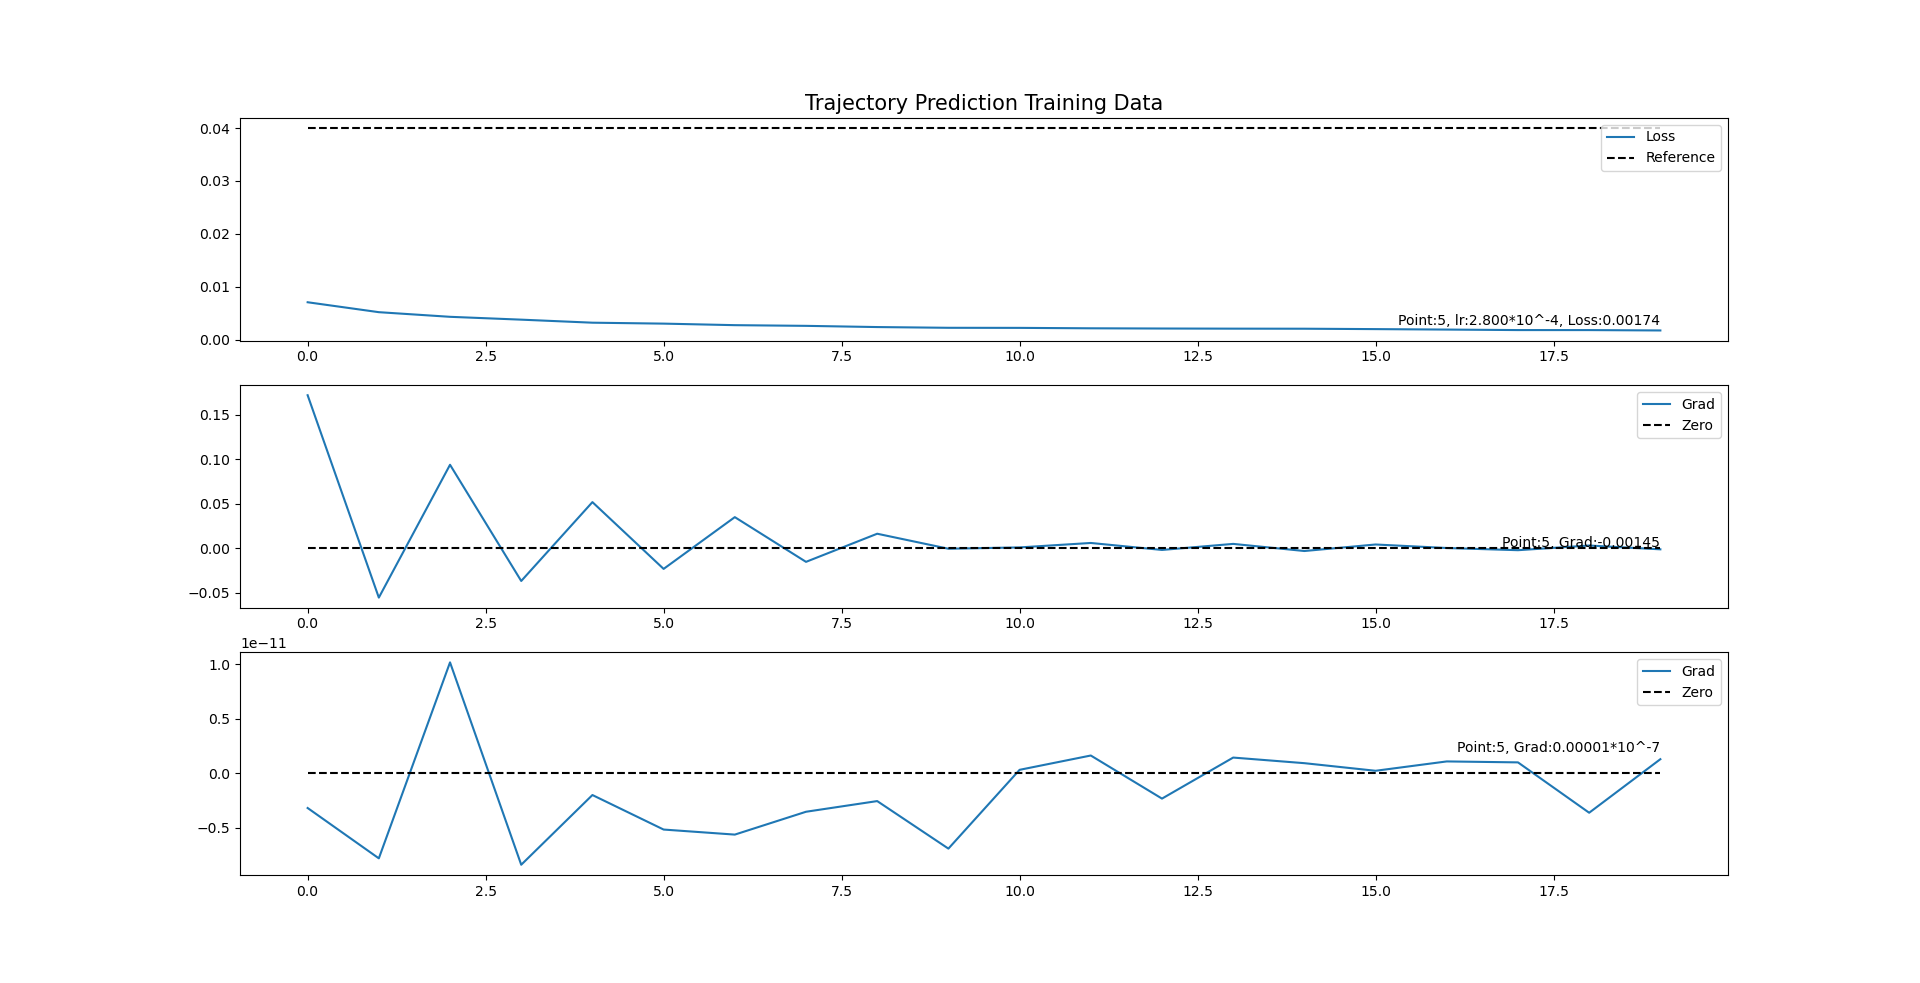 Trajectory Prediction Training Data
0.04
0.03
0.02
0.01
0.00
Loss
Reference
Point:5, lr:2.800*10^-4, Loss:0.00174
0.0 2.5 5.0 7.5 10.0 12.5 15.0 17.5
0.15
0.10
0.05
0.00
−0.05
Grad
Zero
Point:5, Grad:-0.00145
0.0 2.5 5.0 7.5 10.0 12.5 15.0 17.5
1e−11
1.0
0.5
0.0
−0.5
Grad
Zero
Point:5, Grad:0.00001*10^-7
0.0 2.5 5.0 7.5 10.0 12.5 15.0 17.5